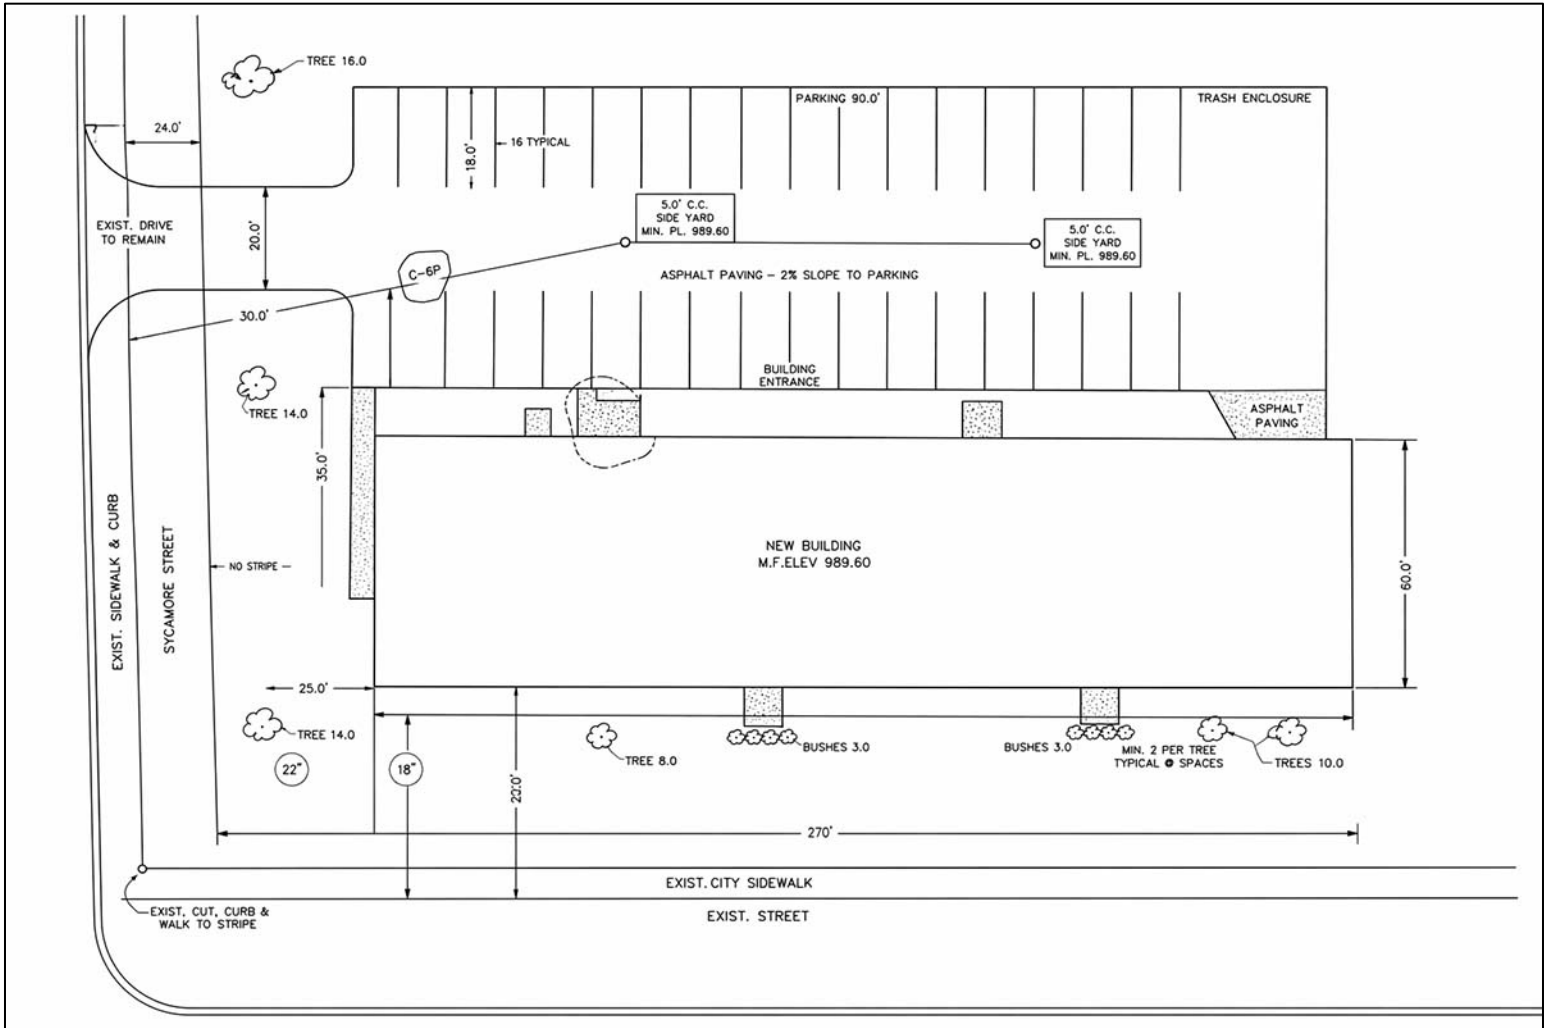 TREE 16.0
PARKING 90.0'
TRASH ENCLOSURE
24.0'
18.0'
16 TYPICAL
EXIST. DRIVE
TO REMAIN
20.0'
5.0' C.C.
SIDE YARD
MIN. PL. 989.60
5.0' C.C.
SIDE YARD
MIN. PL. 989.60
C-6P
ASPHALT PAVING - 2% SLOPE TO PARKING
30.0'
BUILDING
ENTRANCE
TREE 14.0
ASPHALT
PAVING
35.0'
EXIST. SIDEWALK & CURB
SYCAMORE STREET
NO STRIPE
NEW BUILDING
M.F.ELEV 989.60
60.0'
25.0'
TREE 14.0
22"
18"
20.0'
TREE 8.0
BUSHES 3.0
BUSHES 3.0
MIN. 2 PER TREE
TYPICAL @ SPACES
TREES 10.0
270'
EXIST. CITY SIDEWALK
EXIST. STREET
EXIST, CUT, CURB &
WALK TO STRIPE